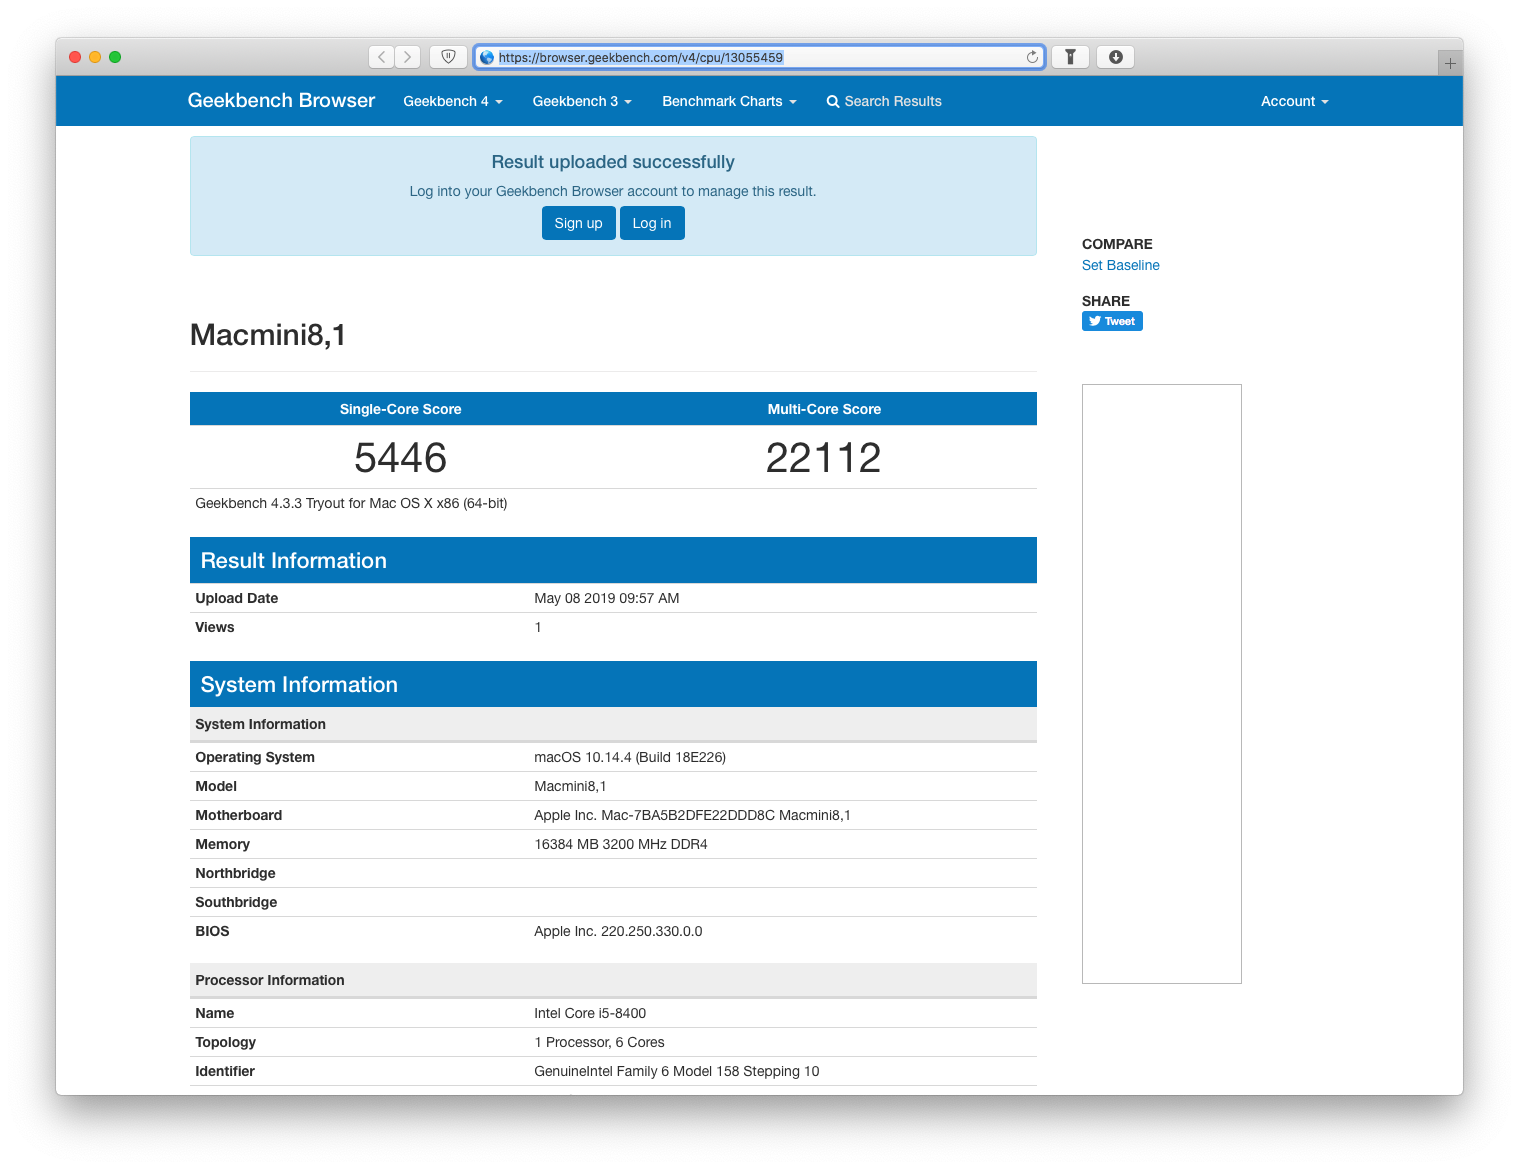 https://browser.geekbench.com/v4/cpu/13055459
Geekbench Browser Geekbench 4 Geekbench 3 Benchmark Charts Search Results Account
Result uploaded successfully
Log into your Geekbench Browser account to manage this result.
Sign up Log in
COMPARE
Set Baseline
SHARE
Tweet
Macmini8,1
Single-Core Score Multi-Core Score
5446 22112
Geekbench 4.3.3 Tryout for Mac OS X x86 (64-bit)
Result Information
Upload Date May 08 2019 09:57 AM
Views 1
System Information
System Information
Operating System macOS 10.14.4 (Build 18E226)
Model Macmini8,1
Motherboard Apple Inc. Mac-7BA5B2DFE22DDD8C Macmini8,1
Memory 16384 MB 3200 MHz DDR4
Northbridge
Southbridge
BIOS Apple Inc. 220.250.330.0.0
Processor Information
Name Intel Core i5-8400
Topology 1 Processor, 6 Cores
Identifier GenuineIntel Family 6 Model 158 Stepping 10